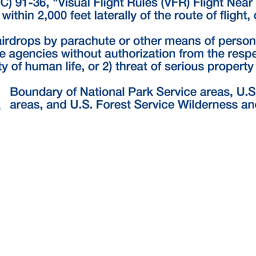 C) 91-36, "Visual Flight Rules (VFR) Flight Near
within 2,000 feet laterally of the route of flight,
airdrops by parachute or other means of person
agencies without authorization from the respe
ty of human life, or 2) threat of serious property
Boundary of National Park Service areas, U.S
areas, and U.S. Forest Service Wilderness an